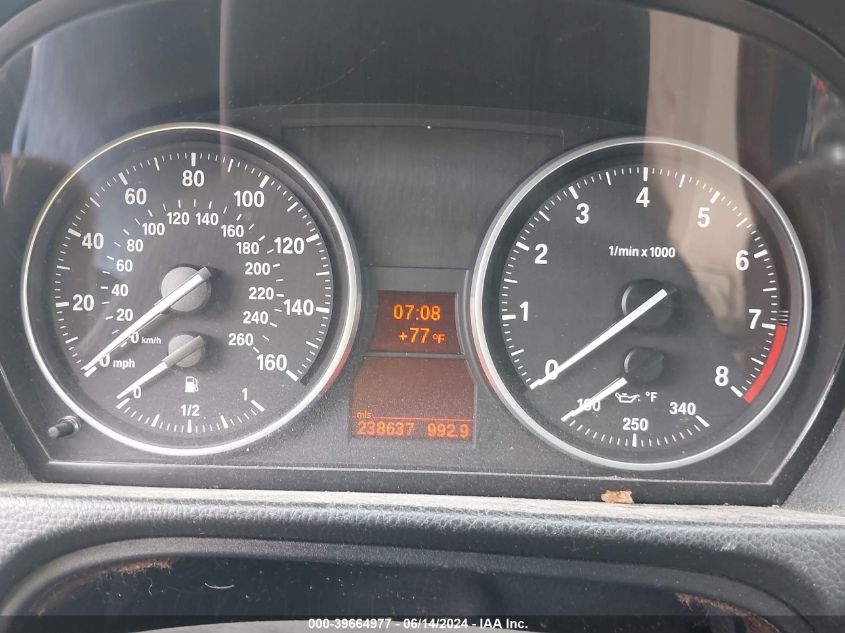 20 40 60 80 100 120 140 160
20 40 60 80 100 120 140 160 180 200 220 240 260
0 km/h
0 mph
0 1/2 1
07:08
+77 °F
mls
238637 992.9
0 1 2 3 4 5 6 7 8
1/min x 1000
°F
250 340
000-39664977 - 06/14/2024 - IAA Inc.